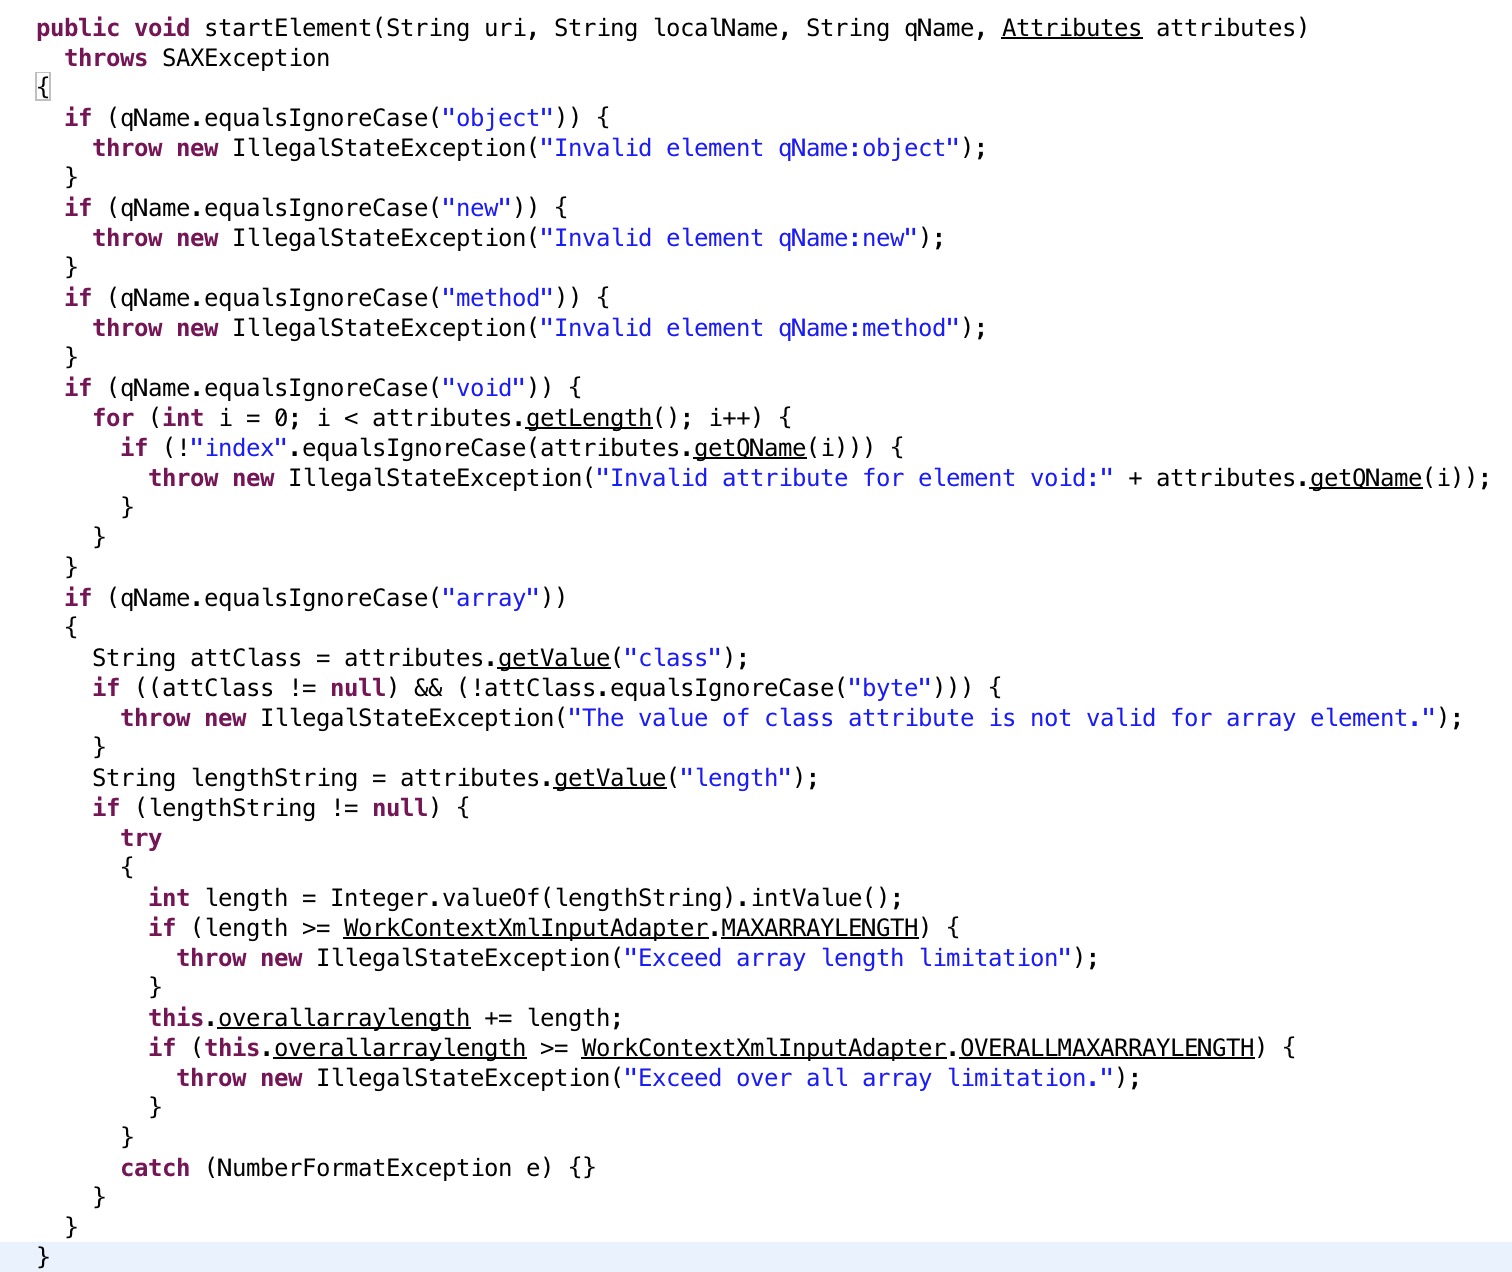 public void startElement(String uri, String localName, String qName, Attributes attributes)
  throws SAXException
{
  if (qName.equalsIgnoreCase("object")) {
    throw new IllegalStateException("Invalid element qName:object");
  }
  if (qName.equalsIgnoreCase("new")) {
    throw new IllegalStateException("Invalid element qName:new");
  }
  if (qName.equalsIgnoreCase("method")) {
    throw new IllegalStateException("Invalid element qName:method");
  }
  if (qName.equalsIgnoreCase("void")) {
    for (int i = 0; i < attributes.getLength(); i++) {
      if (!"index".equalsIgnoreCase(attributes.getQName(i))) {
        throw new IllegalStateException("Invalid attribute for element void:" + attributes.getQName(i));
      }
    }
  }
  if (qName.equalsIgnoreCase("array"))
  {
    String attClass = attributes.getValue("class");
    if ((attClass != null) && (!attClass.equalsIgnoreCase("byte"))) {
      throw new IllegalStateException("The value of class attribute is not valid for array element.");
    }
    String lengthString = attributes.getValue("length");
    if (lengthString != null) {
      try
      {
        int length = Integer.valueOf(lengthString).intValue();
        if (length >= WorkContextXmlInputAdapter.MAXARRAYLENGTH) {
          throw new IllegalStateException("Exceed array length limitation");
        }
        this.overallarraylength += length;
        if (this.overallarraylength >= WorkContextXmlInputAdapter.OVERALLMAXARRAYLENGTH) {
          throw new IllegalStateException("Exceed over all array limitation.");
        }
      }
      catch (NumberFormatException e) {}
    }
  }
}